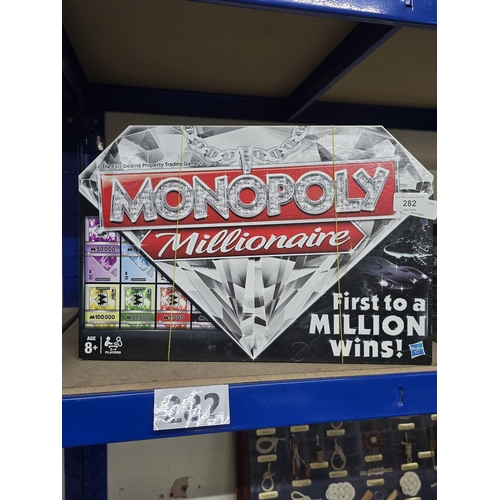 The Fast-Dealing Property Trading Game
MONOPOLY
282
Millionaire
₩50 000
First to a
MILLION
wins!
₩100 000
AGE
8+
PLAYERS
Hasbro
282